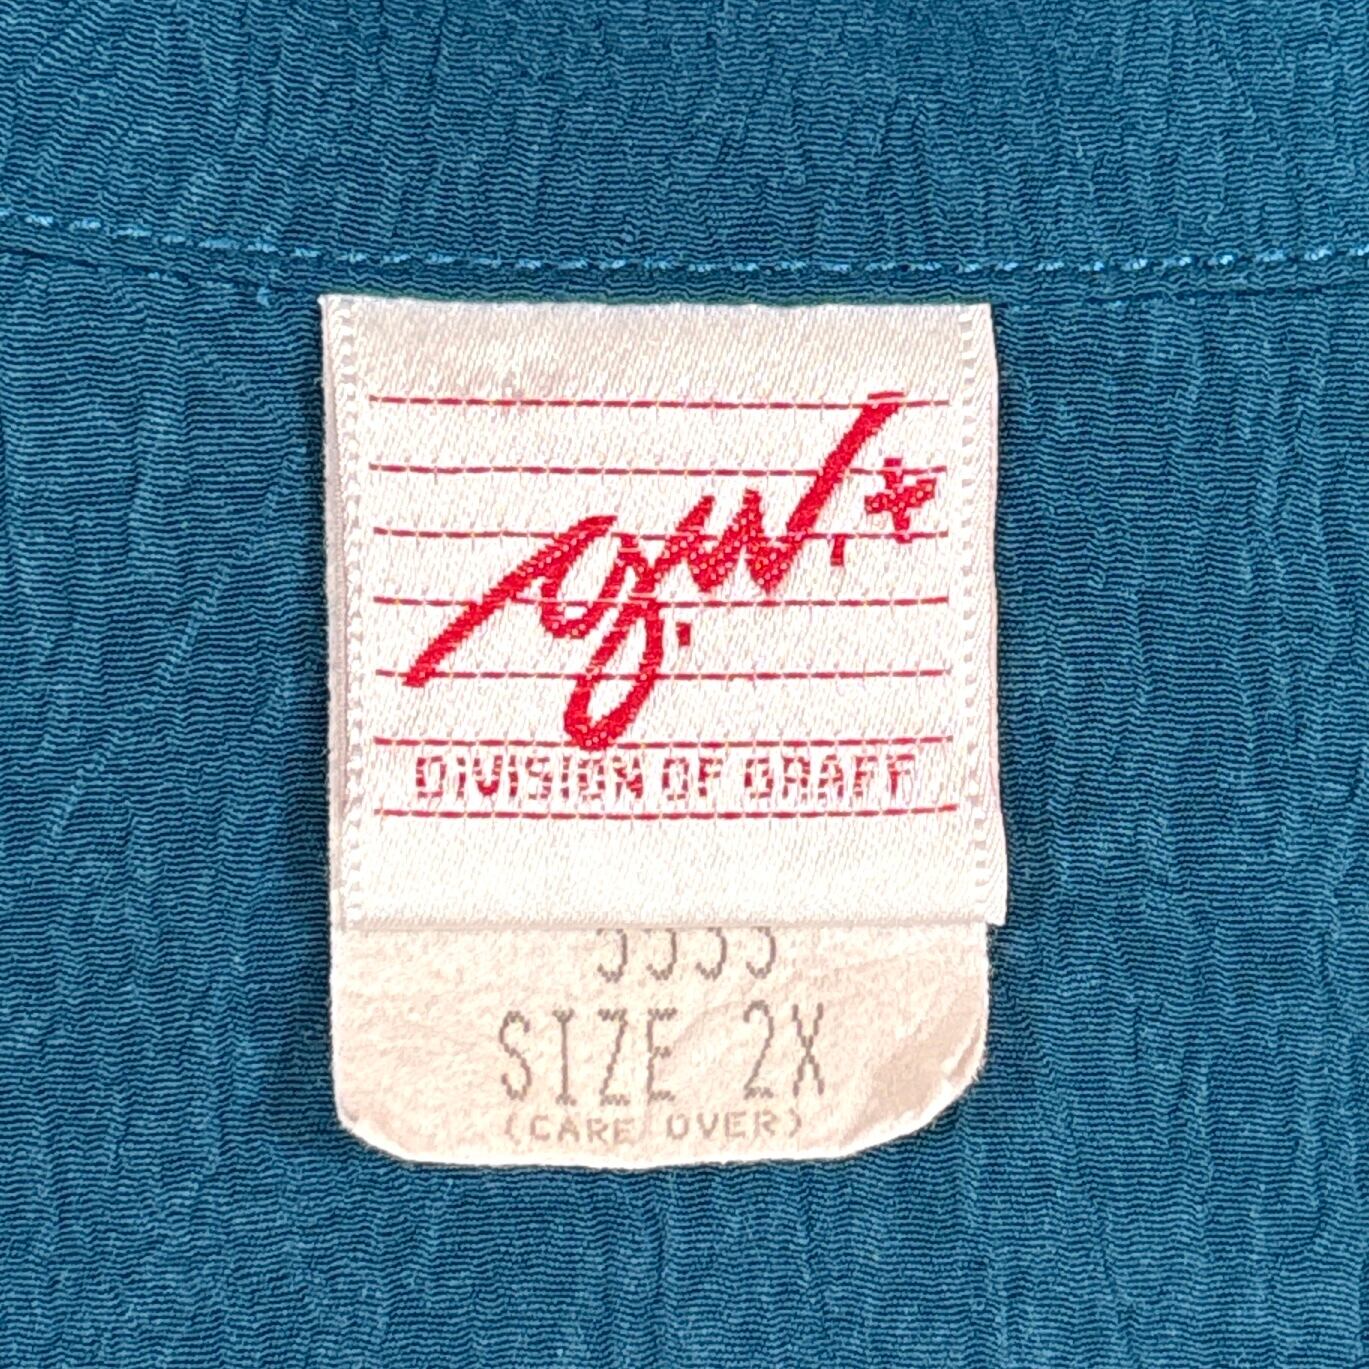 g.w.+
DIVISION OF GRAFF
SIZE 2X
(CARE OVER)